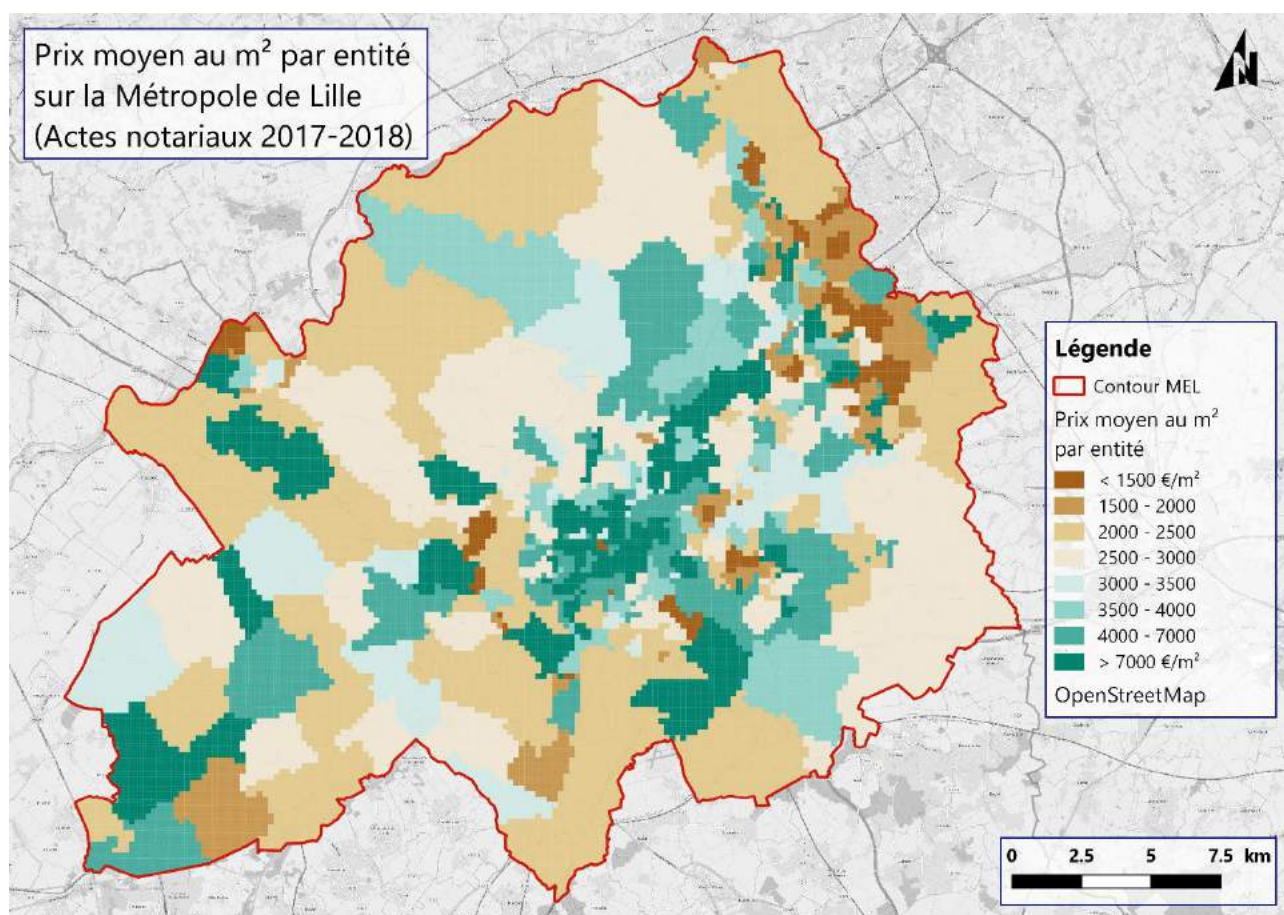 Prix moyen au m² par entité
sur la Métropole de Lille
(Actes notariaux 2017-2018)
N
Légende
Contour MEL
Prix moyen au m²
par entité
< 1500 €/m²
1500 - 2000
2000 - 2500
2500 - 3000
3000 - 3500
3500 - 4000
4000 - 7000
> 7000 €/m²
OpenStreetMap
0 2.5 5 7.5 km